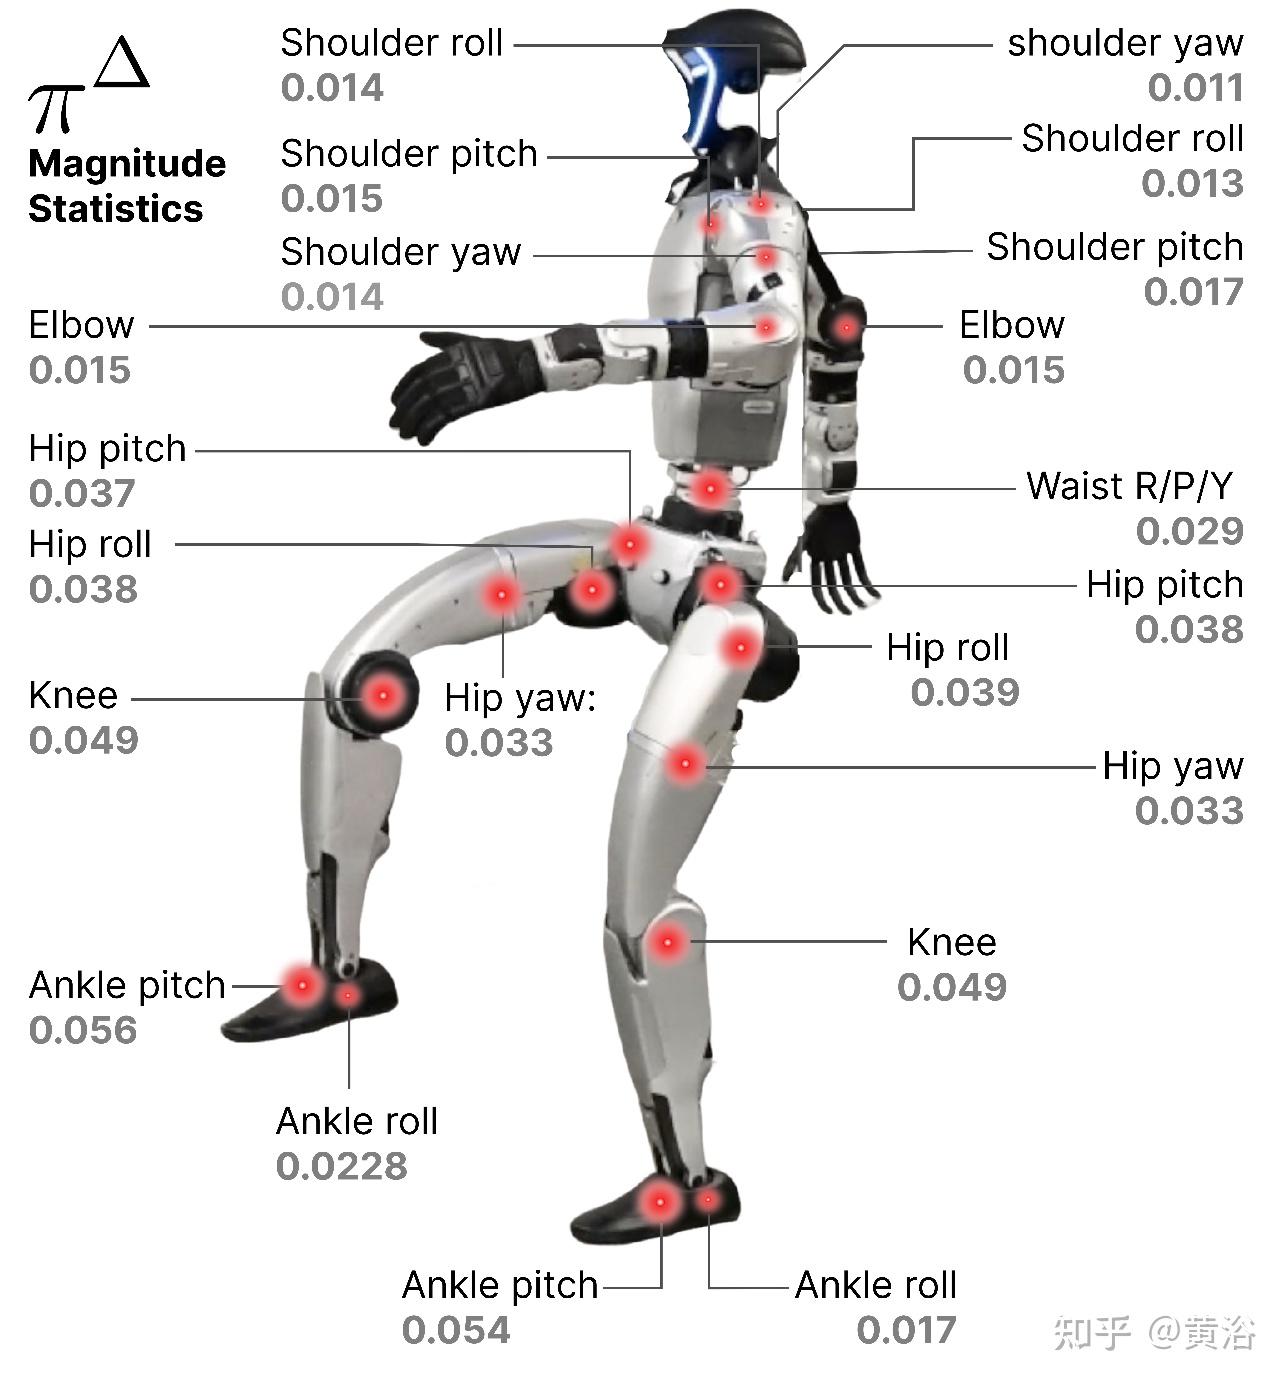 π^Δ
Magnitude
Statistics
Shoulder roll
0.014
Shoulder pitch
0.015
Shoulder yaw
0.014
Elbow
0.015
Hip pitch
0.037
Hip roll
0.038
Knee
0.049
Hip yaw:
0.033
Ankle pitch
0.056
Ankle roll
0.0228
shoulder yaw
0.011
Shoulder roll
0.013
Shoulder pitch
0.017
Elbow
0.015
Waist R/P/Y
0.029
Hip pitch
0.038
Hip roll
0.039
Hip yaw
0.033
Knee
0.049
Ankle pitch
0.054
Ankle roll
0.017
知乎 @黄浴